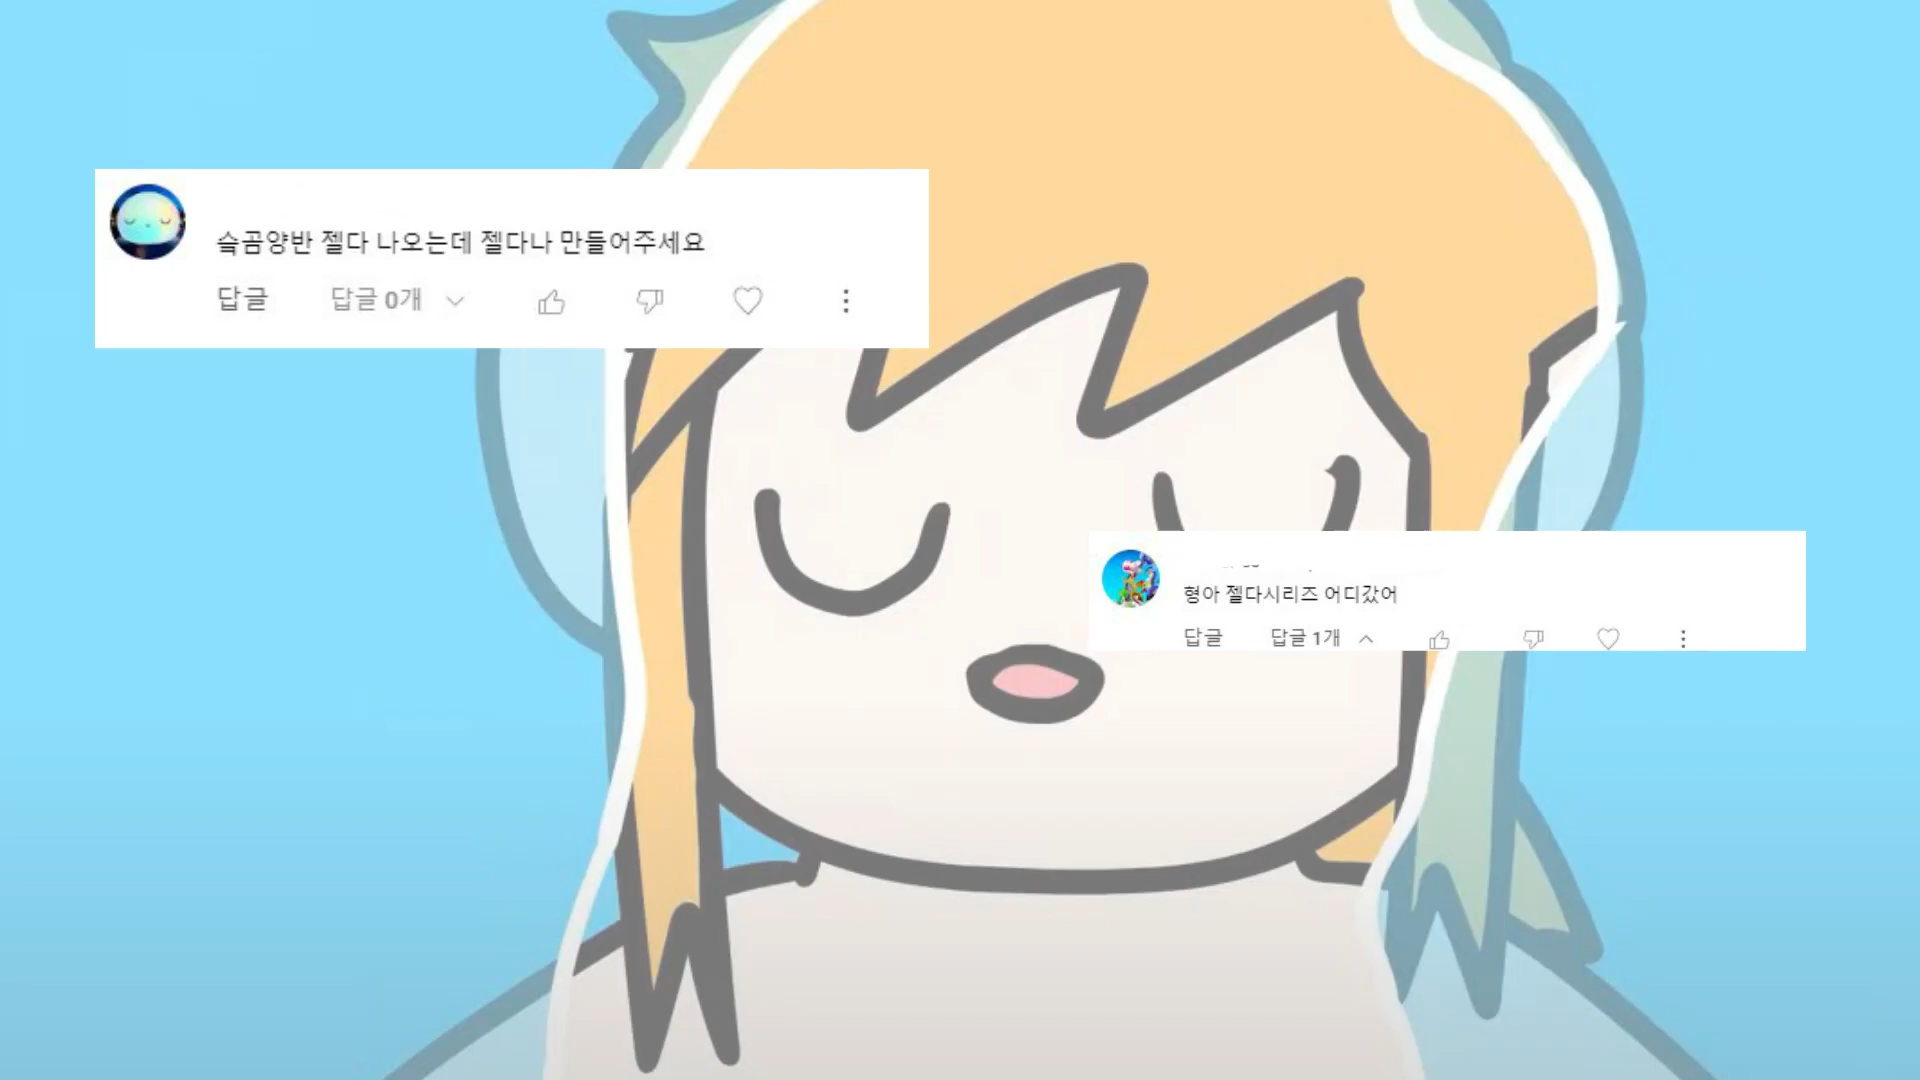 슼곰양반 젤다 나오는데 젤다나 만들어주세요
답글 답글 0개
형아 젤다시리즈 어디갔어
답글 답글 1개